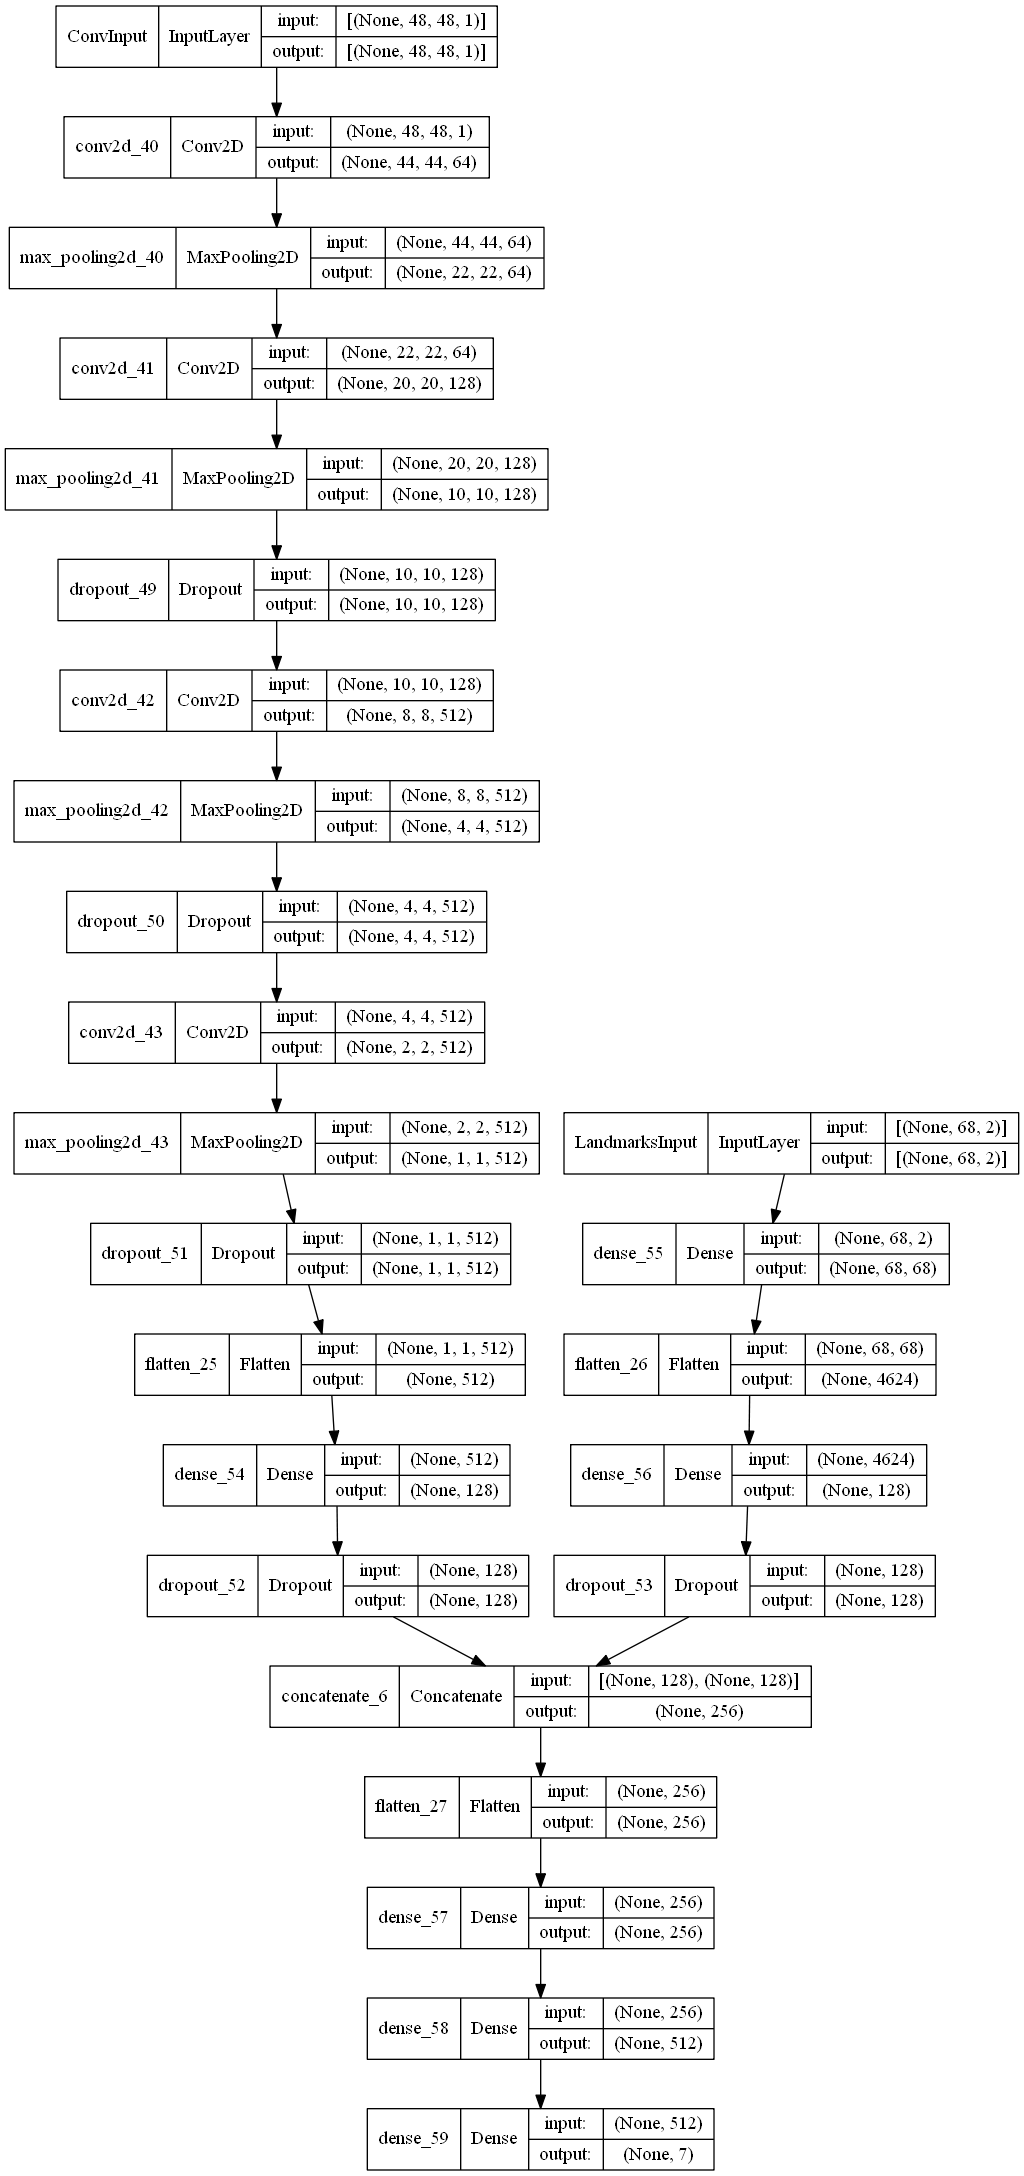 ConvInput InputLayer input: [(None, 48, 48, 1)]
output: [(None, 48, 48, 1)]
conv2d_40 Conv2D input: (None, 48, 48, 1)
output: (None, 44, 44, 64)
max_pooling2d_40 MaxPooling2D input: (None, 44, 44, 64)
output: (None, 22, 22, 64)
conv2d_41 Conv2D input: (None, 22, 22, 64)
output: (None, 20, 20, 128)
max_pooling2d_41 MaxPooling2D input: (None, 20, 20, 128)
output: (None, 10, 10, 128)
dropout_49 Dropout input: (None, 10, 10, 128)
output: (None, 10, 10, 128)
conv2d_42 Conv2D input: (None, 10, 10, 128)
output: (None, 8, 8, 512)
max_pooling2d_42 MaxPooling2D input: (None, 8, 8, 512)
output: (None, 4, 4, 512)
dropout_50 Dropout input: (None, 4, 4, 512)
output: (None, 4, 4, 512)
conv2d_43 Conv2D input: (None, 4, 4, 512)
output: (None, 2, 2, 512)
max_pooling2d_43 MaxPooling2D input: (None, 2, 2, 512)
output: (None, 1, 1, 512)
LandmarksInput InputLayer input: [(None, 68, 2)]
output: [(None, 68, 2)]
dropout_51 Dropout input: (None, 1, 1, 512)
output: (None, 1, 1, 512)
dense_55 Dense input: (None, 68, 2)
output: (None, 68, 68)
flatten_25 Flatten input: (None, 1, 1, 512)
output: (None, 512)
flatten_26 Flatten input: (None, 68, 68)
output: (None, 4624)
dense_54 Dense input: (None, 512)
output: (None, 128)
dense_56 Dense input: (None, 4624)
output: (None, 128)
dropout_52 Dropout input: (None, 128)
output: (None, 128)
dropout_53 Dropout input: (None, 128)
output: (None, 128)
concatenate_6 Concatenate input: [(None, 128), (None, 128)]
output: (None, 256)
flatten_27 Flatten input: (None, 256)
output: (None, 256)
dense_57 Dense input: (None, 256)
output: (None, 256)
dense_58 Dense input: (None, 256)
output: (None, 512)
dense_59 Dense input: (None, 512)
output: (None, 7)